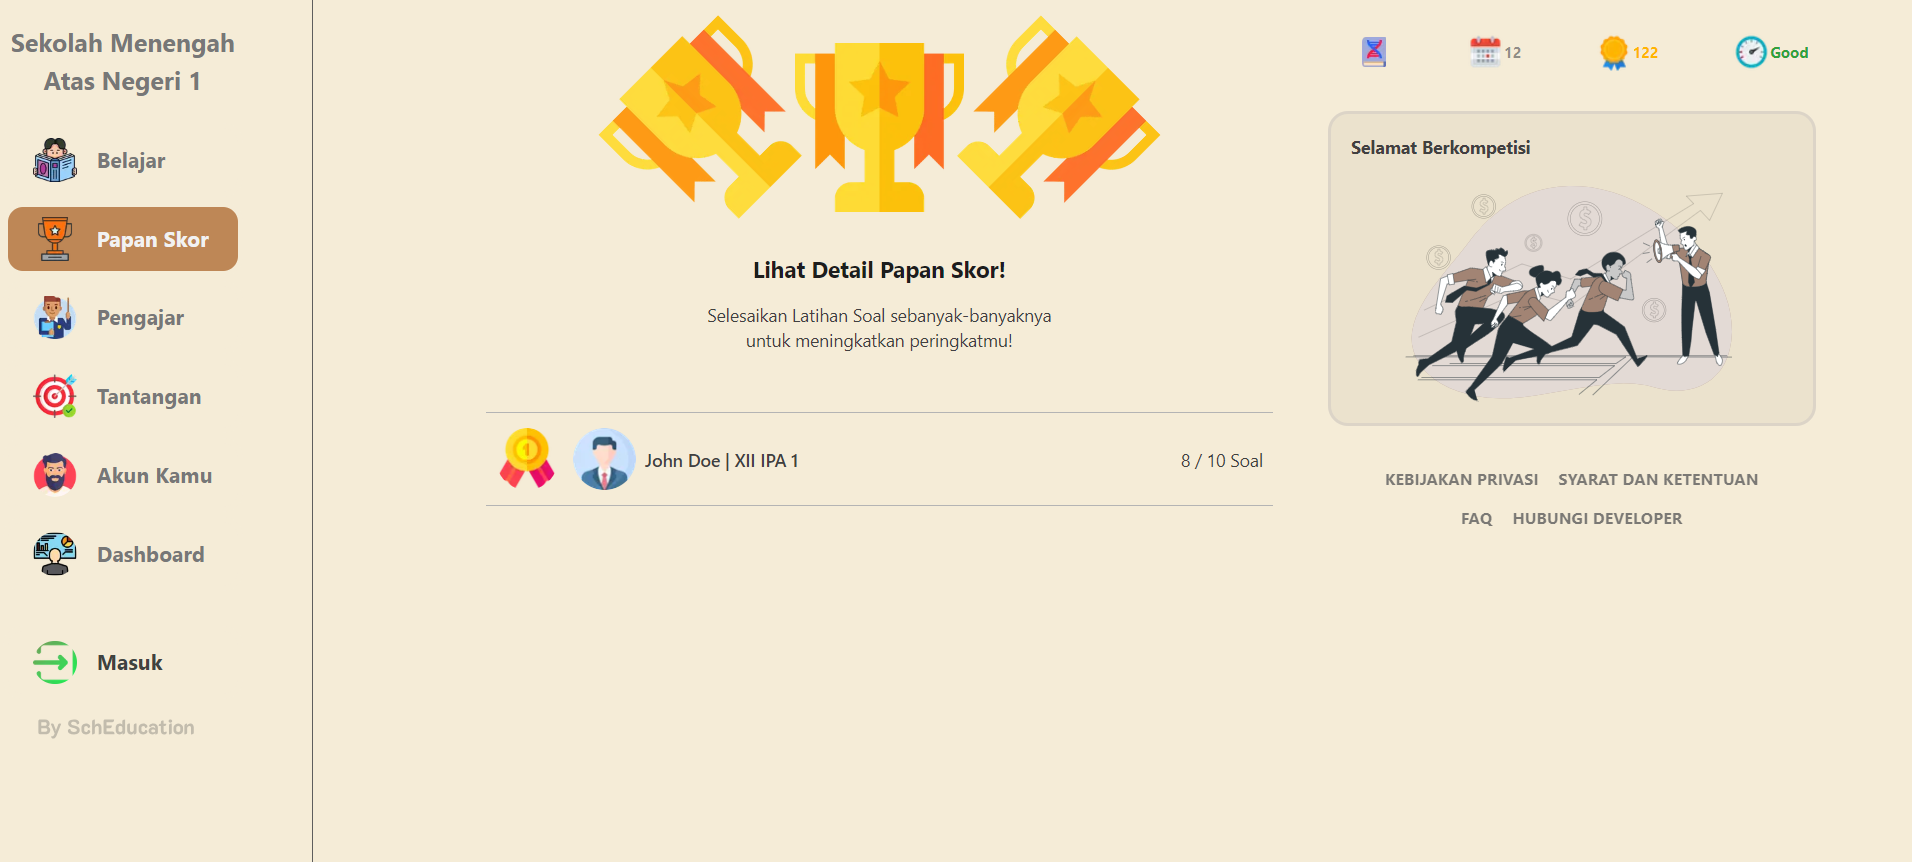 Sekolah Menengah
Atas Negeri 1
Belajar
Papan Skor
Pengajar
Tantangan
Akun Kamu
Dashboard
Masuk
By SchEducation
Lihat Detail Papan Skor!
Selesaikan Latihan Soal sebanyak-banyaknya
untuk meningkatkan peringkatmu!
1
John Doe | XII IPA 1
8 / 10 Soal
12
122
Good
Selamat Berkompetisi
$
$
$
$
$
KEBIJAKAN PRIVASI
SYARAT DAN KETENTUAN
FAQ
HUBUNGI DEVELOPER